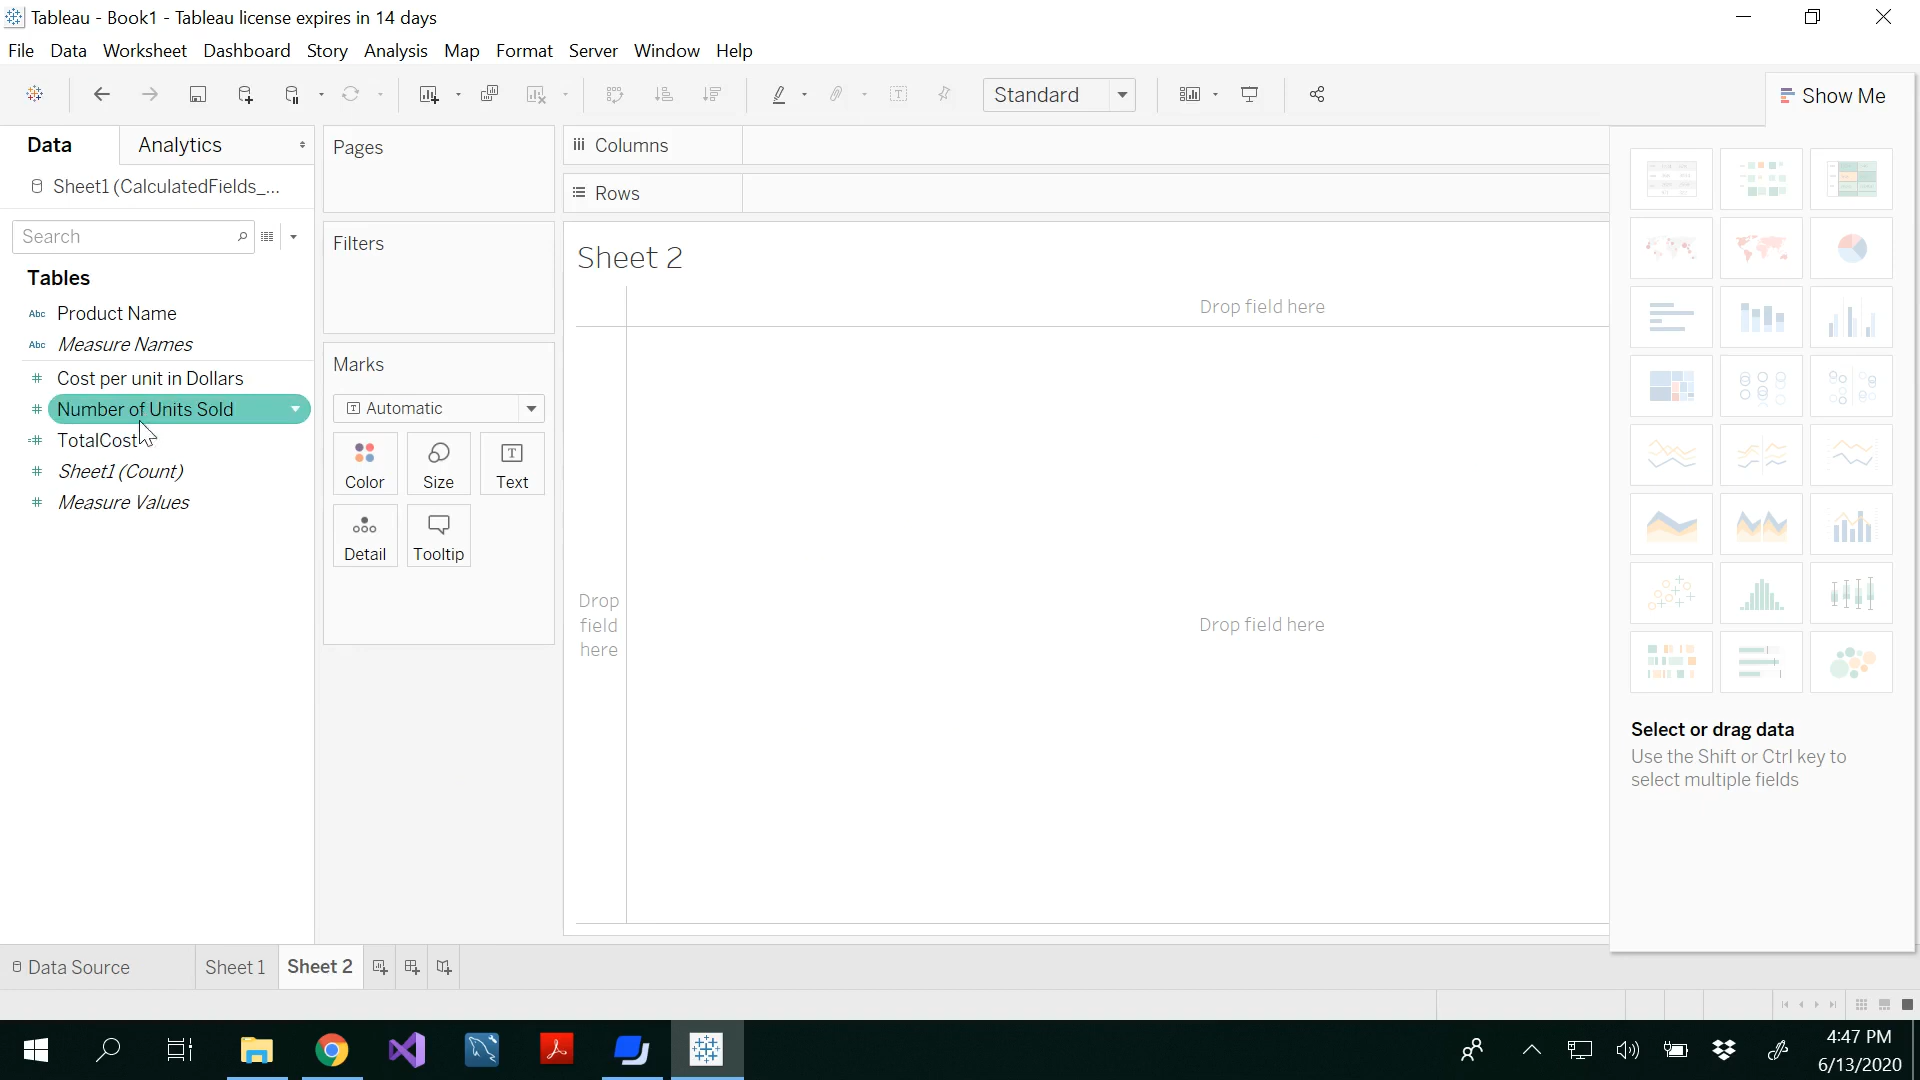 Tableau - Book1 - Tableau license expires in 14 days
File Data Worksheet Dashboard Story Analysis Map Format Server Window Help
Standard
Show Me
Data
Analytics
Sheet1 (CalculatedFields_...
Search
Tables
Abc Product Name
Abc Measure Names
# Cost per unit in Dollars
# Number of Units Sold
=# TotalCost
# Sheet1 (Count)
# Measure Values
Pages
Filters
Marks
Automatic
Color
Size
Text
Detail
Tooltip
Columns
Rows
Sheet 2
Drop field here
Drop
field
here
Drop field here
Select or drag data
Use the Shift or Ctrl key to
select multiple fields
Data Source
Sheet 1
Sheet 2
4:47 PM
6/13/2020